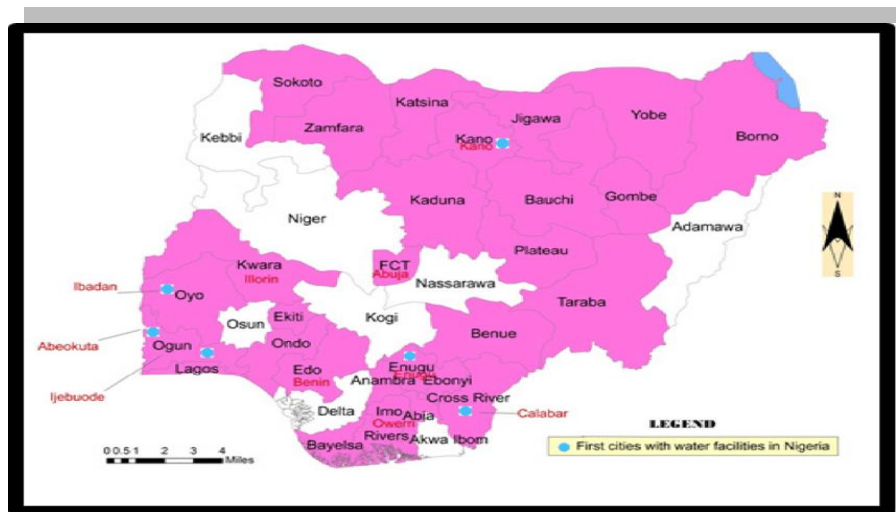 Sokoto
Katsina
Jigawa
Yobe
Zamfara
Kano
Kano
Borno
Kebbi
Kaduna
Bauchi
Gombe
Niger
Adamawa
N
S
Plateau
FCT
Abuja
Kwara
Illorin
Nassarawa
Ibadan
Oyo
Taraba
Osun
Ekiti
Kogi
Benue
Abeokuta
Ogun
Ondo
Enugu
Enugu
Lagos
Edo
Benin
Anambra
Ebonyi
Ijebuode
Cross River
Delta
Imo
Abia
Calabar
Owerri
LEGEND
Bayelsa
Rivers
Akwa Ibom
First cities with water facilities in Nigeria
0 0.5 1 2 3 4
Miles